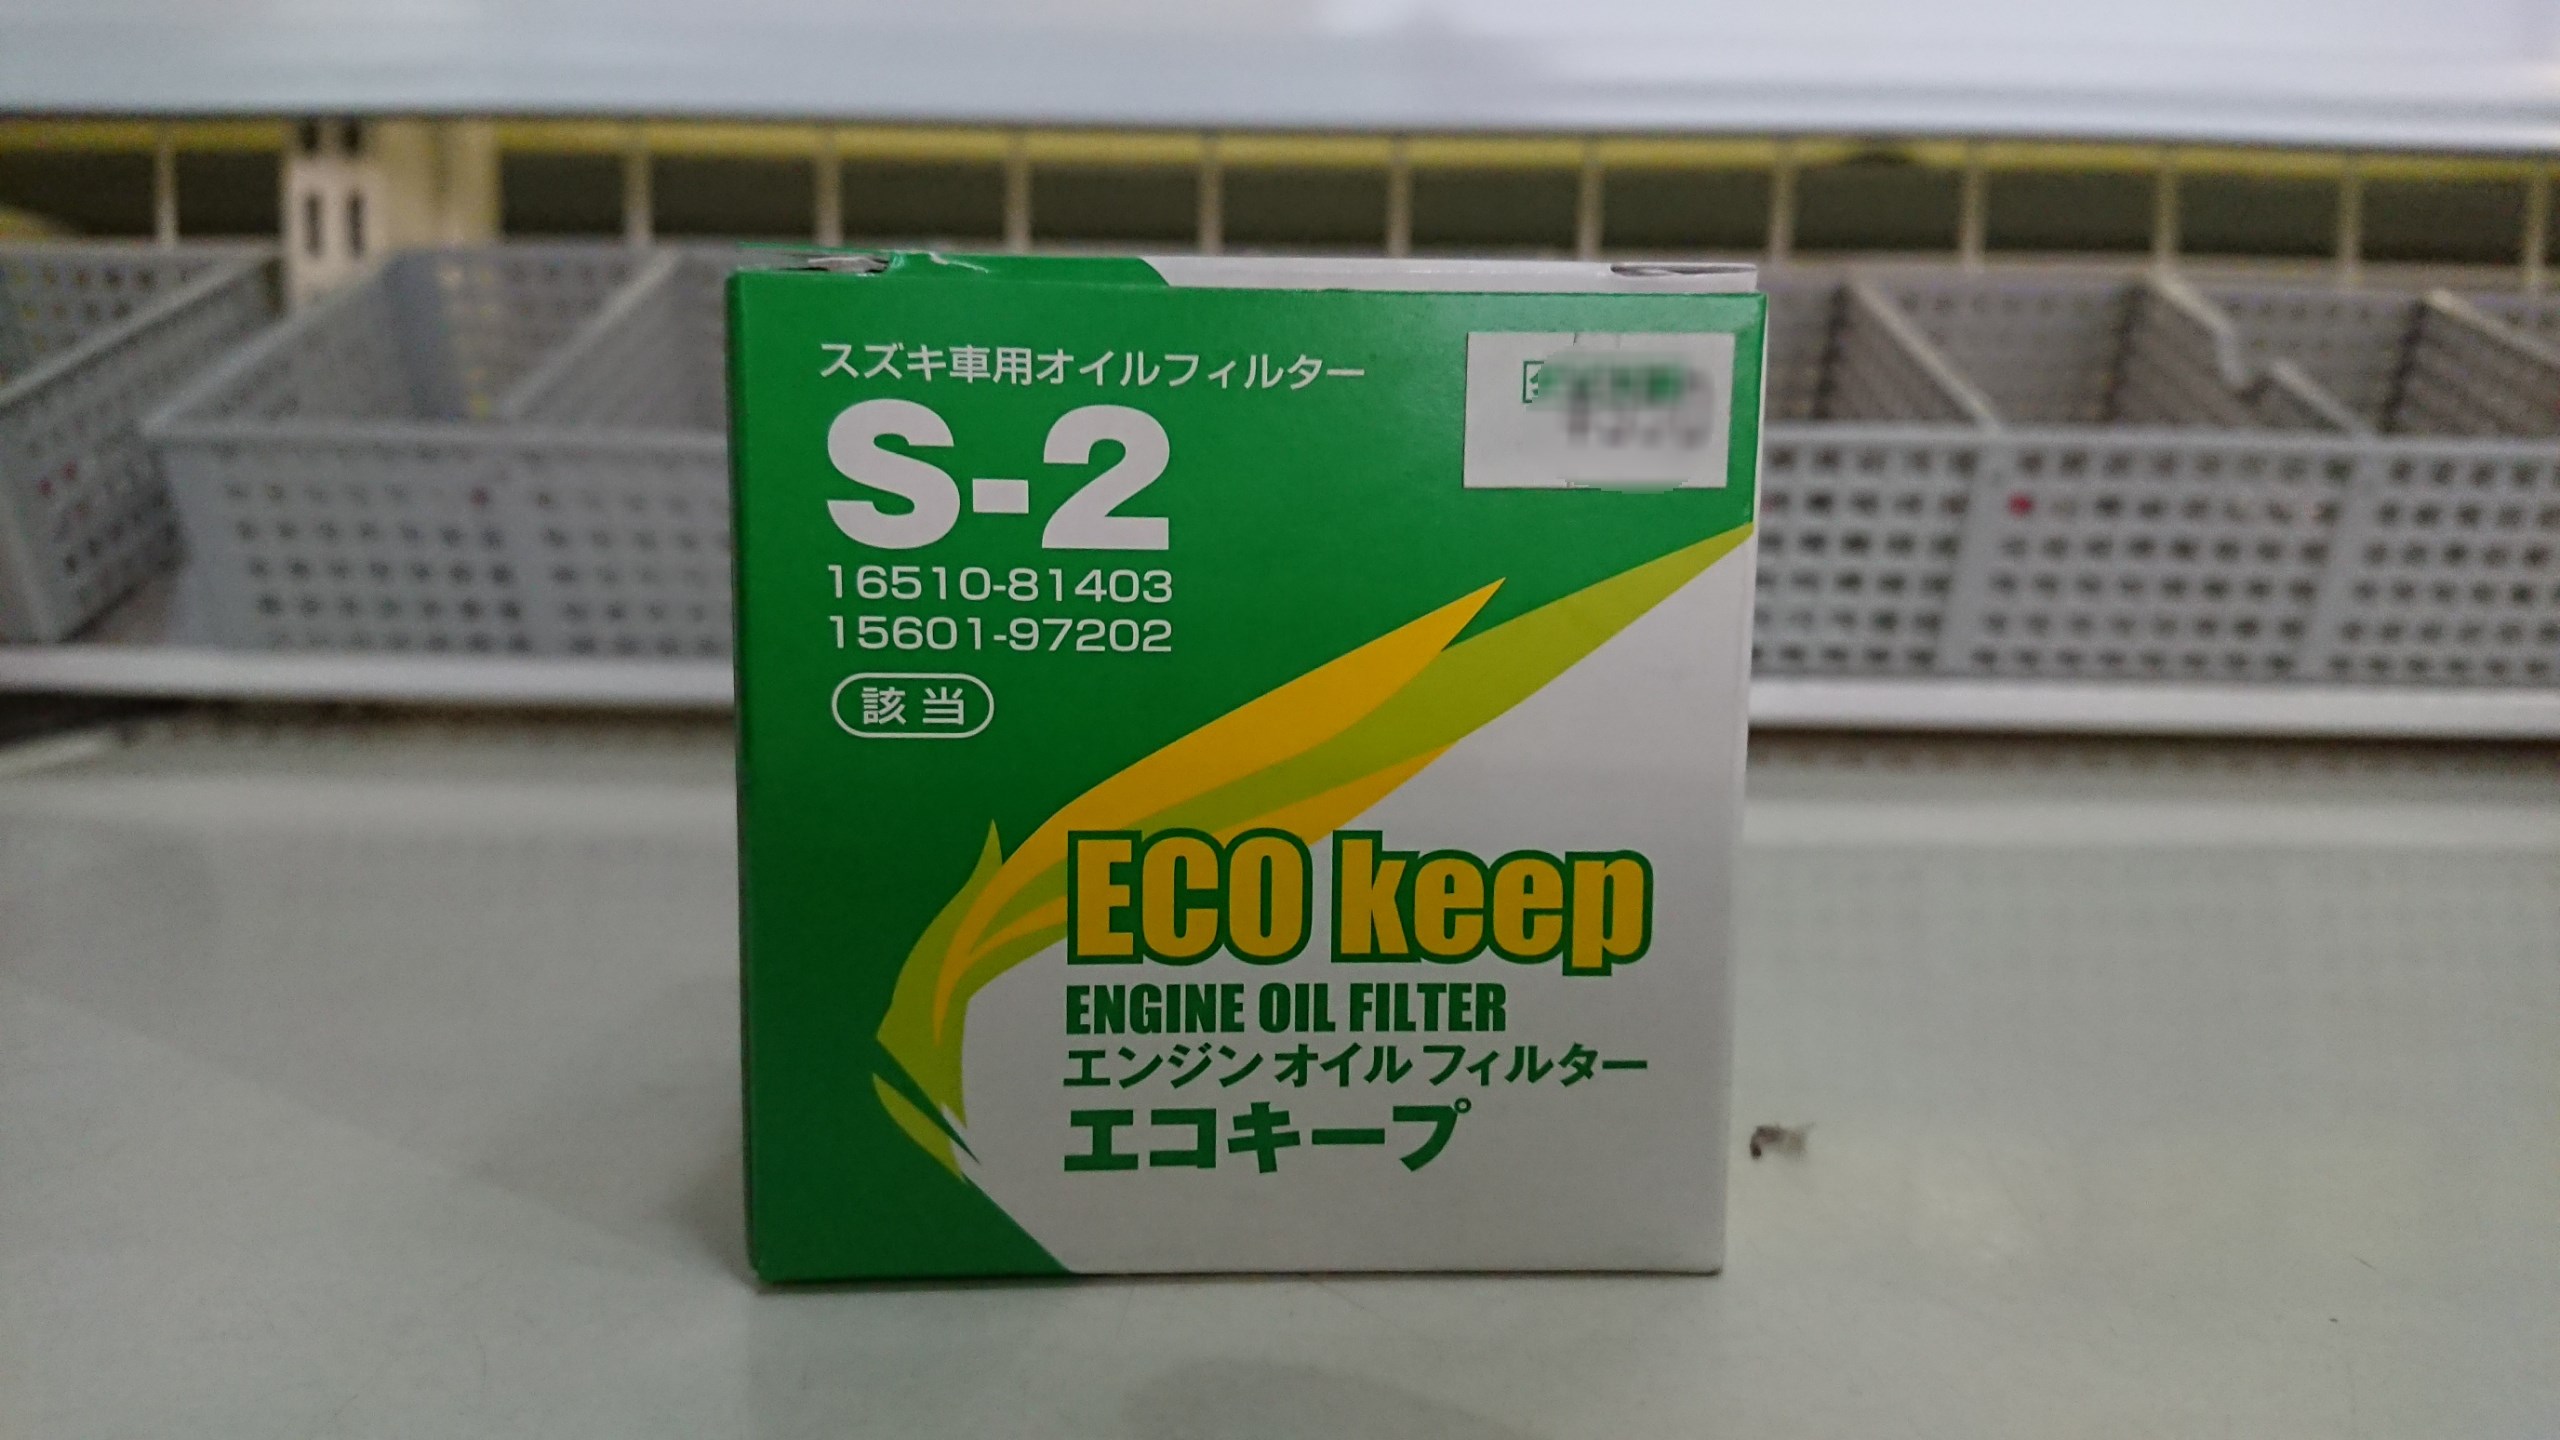 スズキ車用オイルフィルター
S-2
16510-81403
15601-97202
該当
ECO keep
ENGINE OIL FILTER
エンジン オイル フィルター
エコキープ